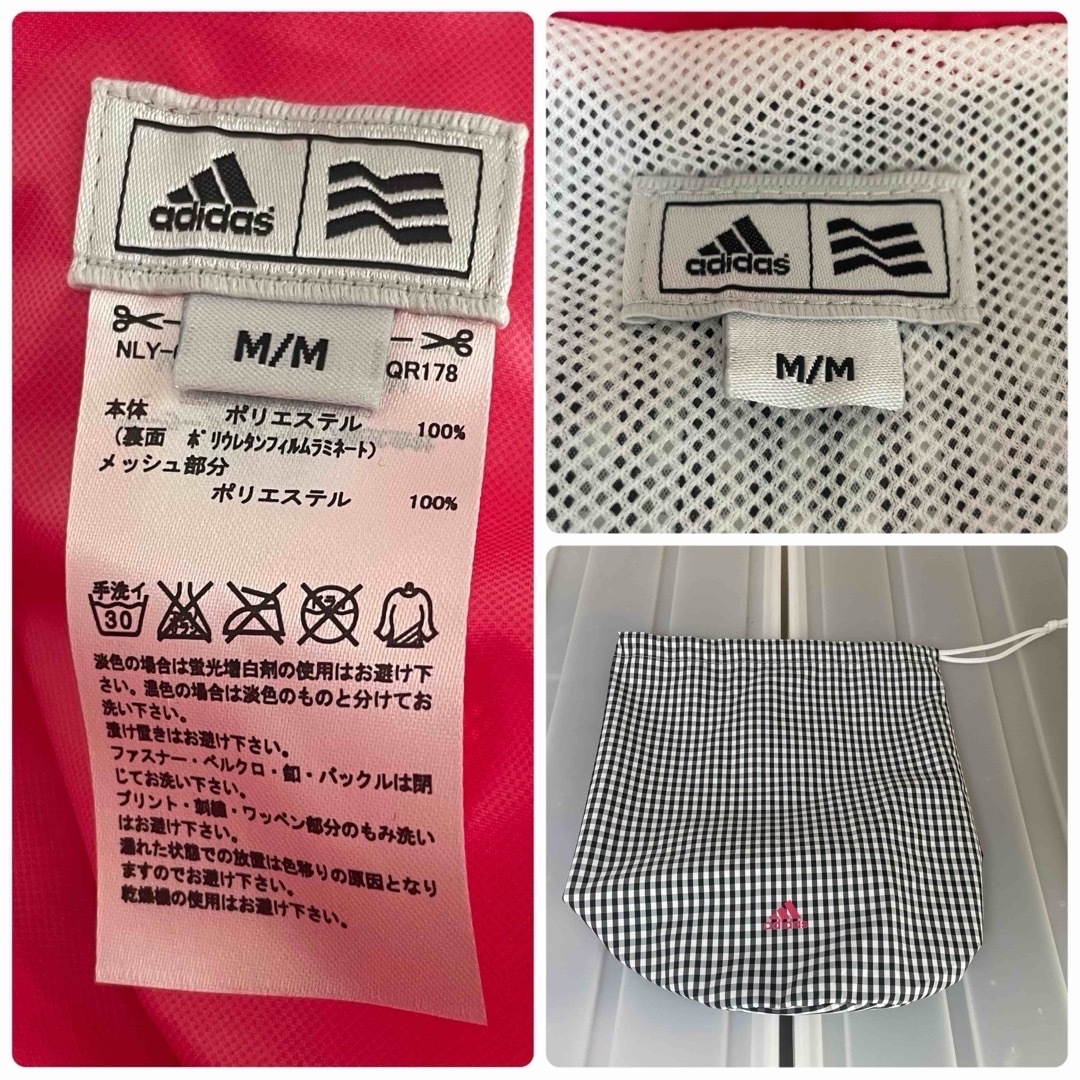 adidas
M/M
NLY-
QR178
本体 ポリエステル 100%
(裏面 ポリウレタンフィルムラミネート)
メッシュ部分
ポリエステル 100%
手洗イ
30
淡色の場合は蛍光増白剤の使用はお避け下
さい。濃色の場合は淡色のものと分けてお
洗い下さい。
漬け置きはお避け下さい。
ファスナー・ベルクロ・釦・バックルは閉
じてお洗い下さい。
プリント・刺繍・ワッペン部分のもみ洗い
はお避け下さい。
濡れた状態での放置は色移りの原因となり
ますのでお避け下さい。
乾燥機の使用はお避け下さい。
adidas
M/M
adidas